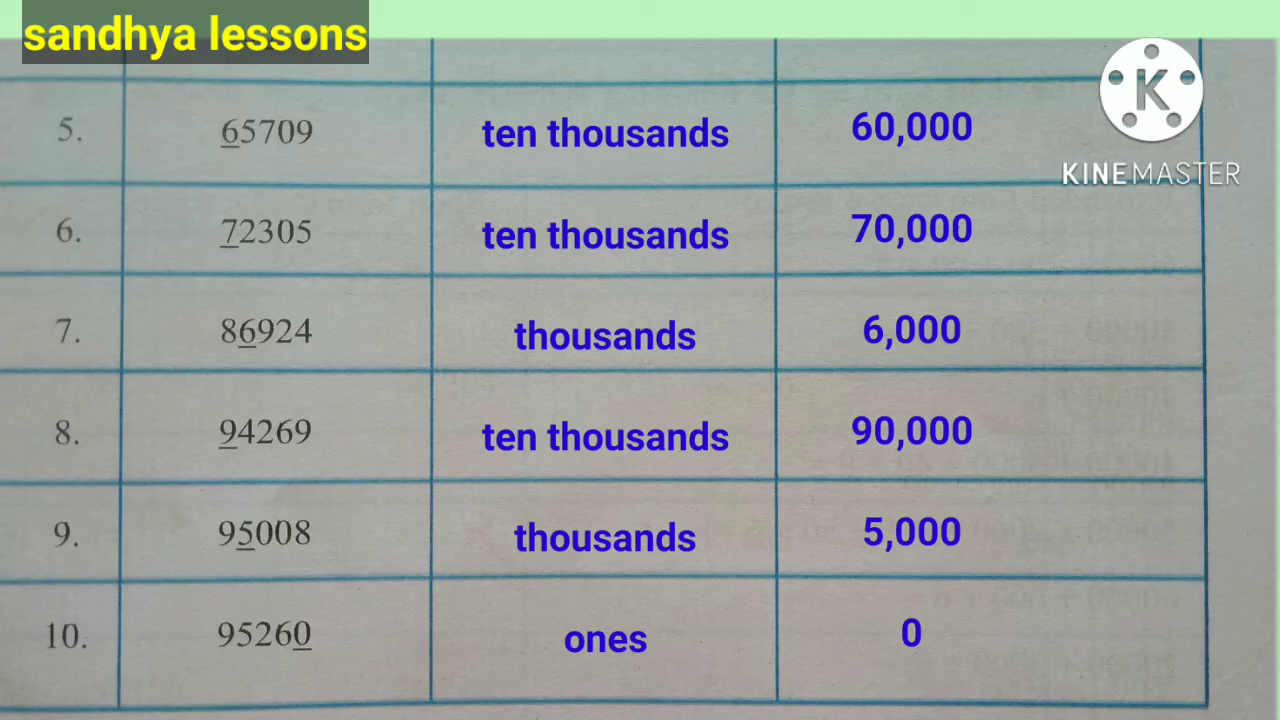 sandhya lessons
K
KINEMASTER
5. 65709 ten thousands 60,000
6. 72305 ten thousands 70,000
7. 86924 thousands 6,000
8. 94269 ten thousands 90,000
9. 95008 thousands 5,000
10. 95260 ones 0